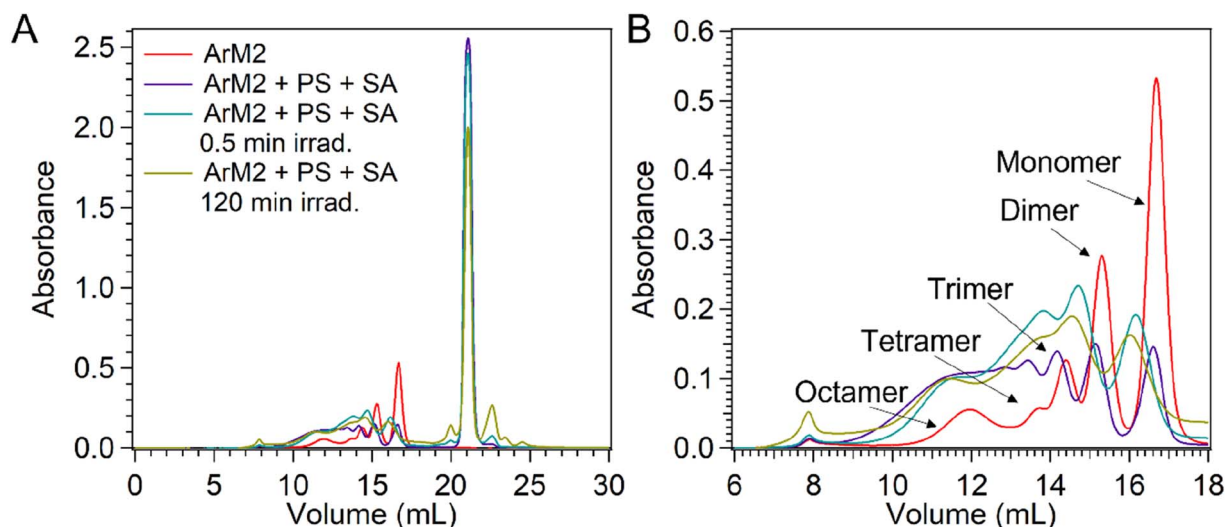 A
2.5
2.0
1.5
1.0
0.5
0.0
Absorbance
ArM2
ArM2 + PS + SA
ArM2 + PS + SA
0.5 min irrad.
ArM2 + PS + SA
120 min irrad.
0 5 10 15 20 25 30
Volume (mL)
B
0.6
0.5
0.4
0.3
0.2
0.1
0.0
Absorbance
Monomer
Dimer
Trimer
Tetramer
Octamer
6 8 10 12 14 16 18
Volume (mL)